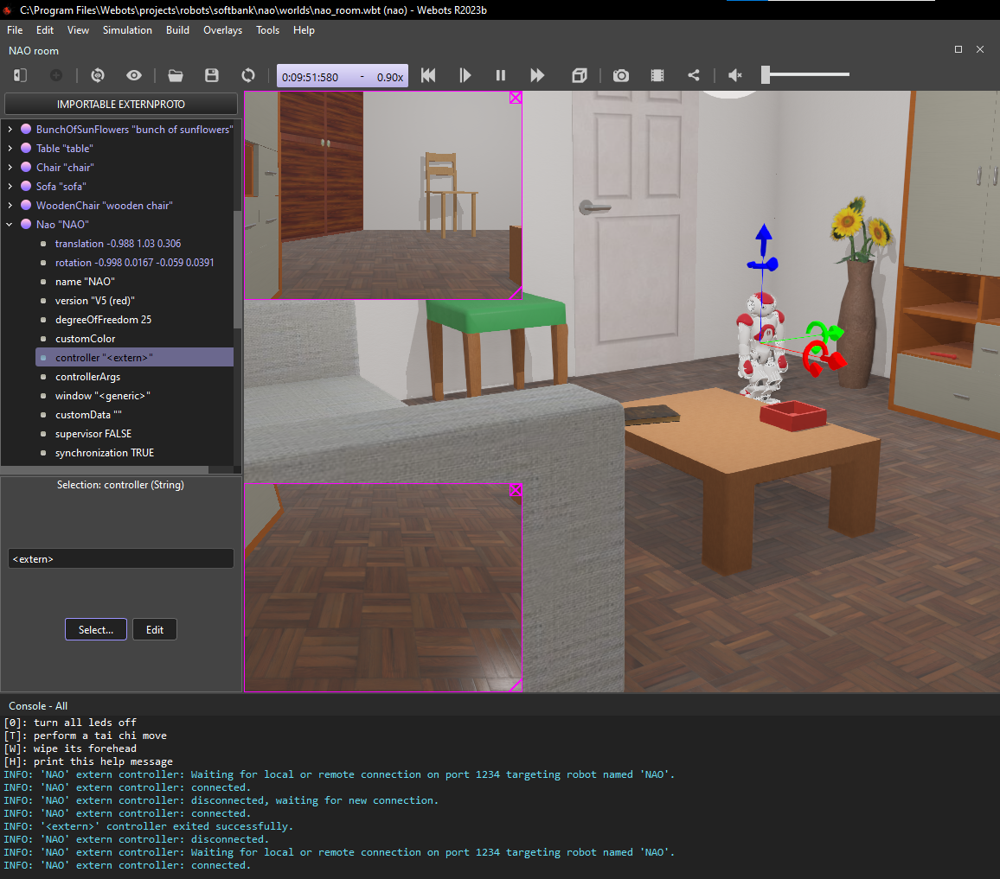 C:\Program Files\Webots\projects\robots\softbank\nao\worlds\nao_room.wbt (nao) - Webots R2023b
File Edit View Simulation Build Overlays Tools Help
NAO room
0:09:51:580 - 0.90x
IMPORTABLE EXTERNPROTO
BunchOfSunFlowers "bunch of sunflowers"
Table "table"
Chair "chair"
Sofa "sofa"
WoodenChair "wooden chair"
Nao "NAO"
translation -0.988 1.03 0.306
rotation -0.998 0.0167 -0.059 0.0391
name "NAO"
version "V5 (red)"
degreeOfFreedom 25
customColor
controller "<extern>"
controllerArgs
window "<generic>"
customData ""
supervisor FALSE
synchronization TRUE
Selection: controller (String)
<extern>
Select... Edit
Console - All
[0]: turn all leds off
[T]: perform a tai chi move
[W]: wipe its forehead
[H]: print this help message
INFO: 'NAO' extern controller: Waiting for local or remote connection on port 1234 targeting robot named 'NAO'.
INFO: 'NAO' extern controller: connected.
INFO: 'NAO' extern controller: disconnected, waiting for new connection.
INFO: 'NAO' extern controller: connected.
INFO: '<extern>' controller exited successfully.
INFO: 'NAO' extern controller: disconnected.
INFO: 'NAO' extern controller: Waiting for local or remote connection on port 1234 targeting robot named 'NAO'.
INFO: 'NAO' extern controller: connected.